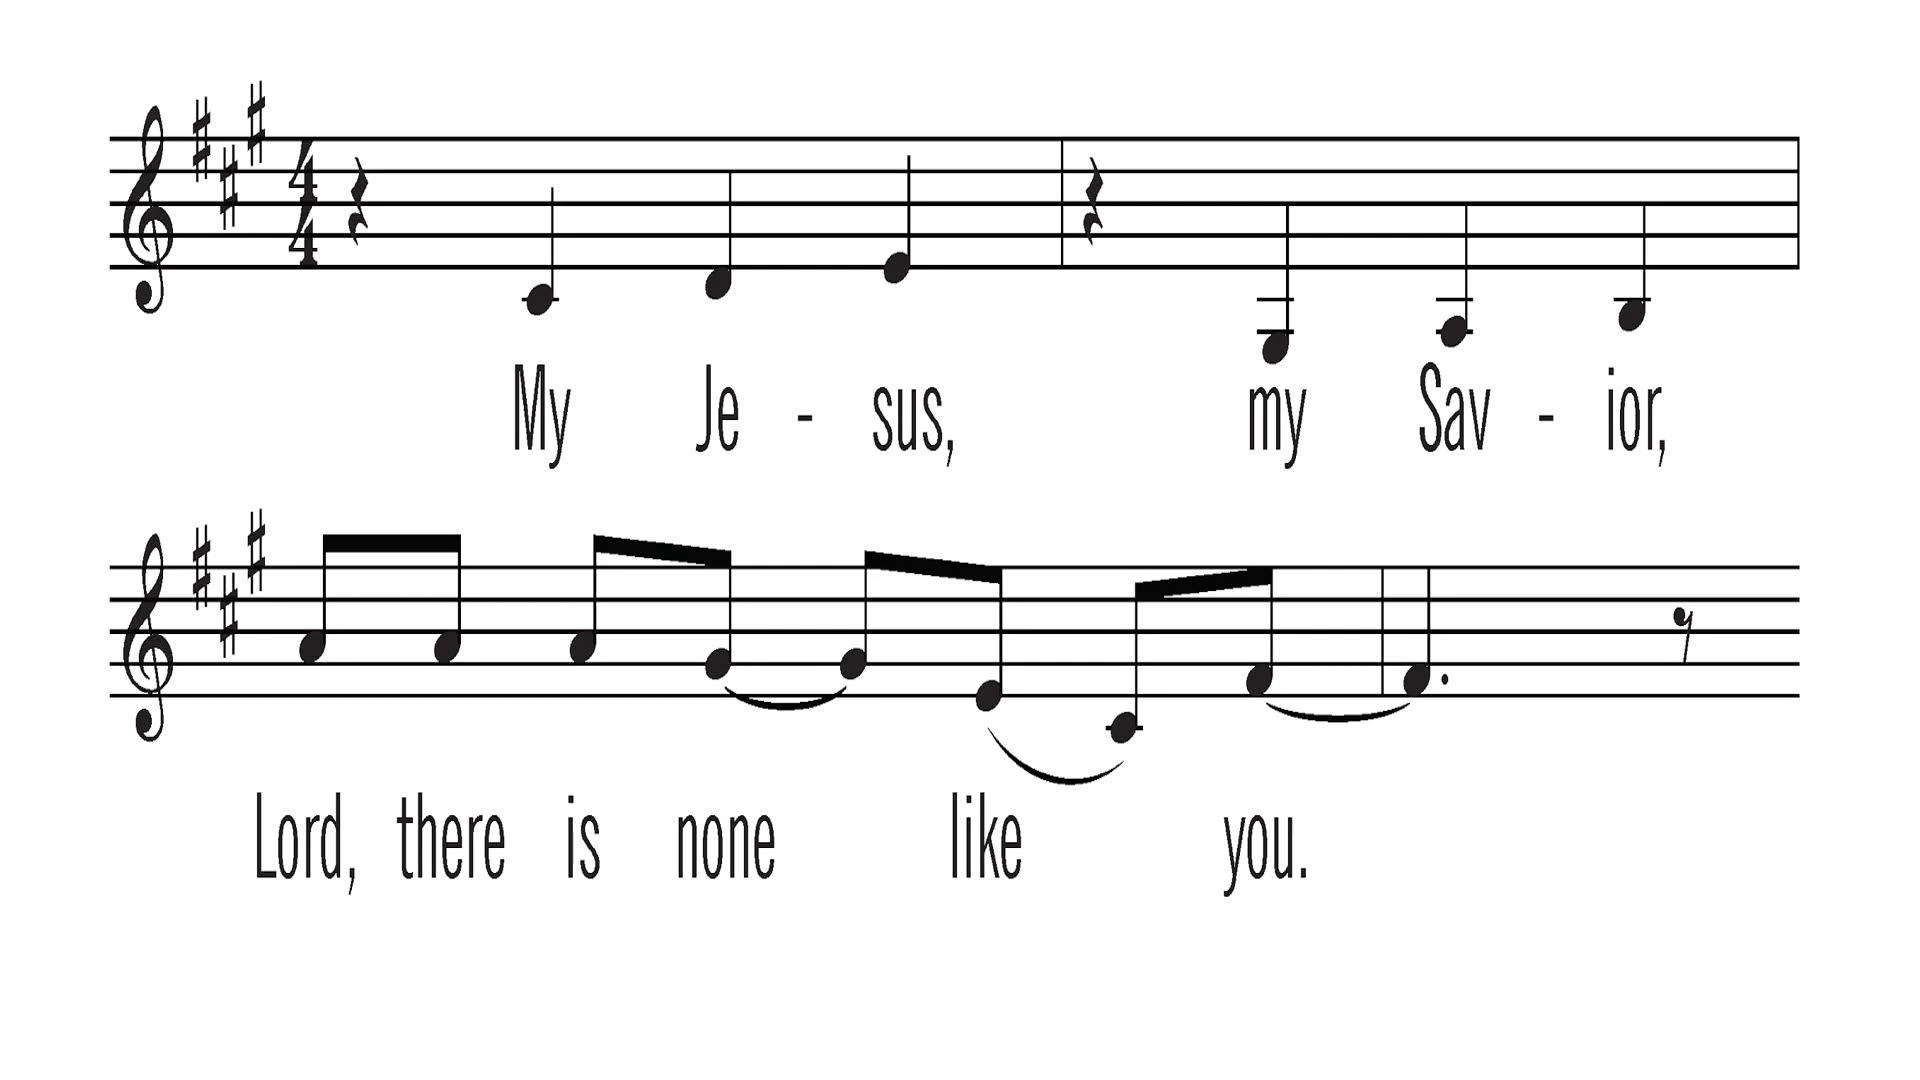 My Je - sus, my Sav - ior,
Lord, there is none like you.